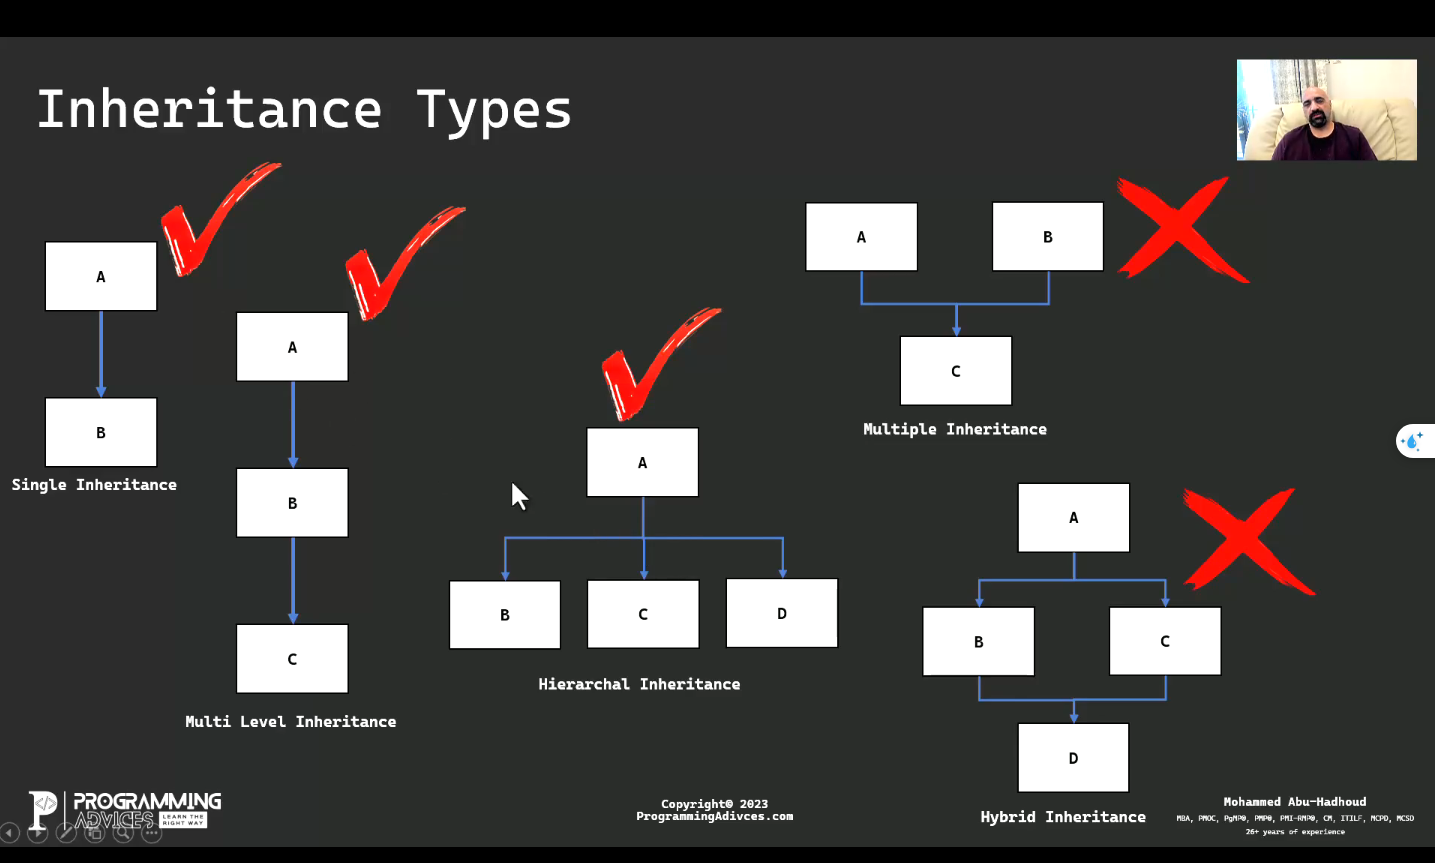 Inheritance Types
A
B
Single Inheritance
A
B
C
Multi Level Inheritance
A
B
C
D
Hierarchal Inheritance
A
B
C
Multiple Inheritance
A
B
C
D
Hybrid Inheritance
P </>
PROGRAMMING
ADVICES
LEARN THE
RIGHT WAY
Copyright© 2023
ProgrammingAdivces.com
Mohammed Abu-Hadhoud
MBA, PMOC, PgMP®, PMP®, PMI-RMP®, CM, ITILF, MCPD, MCSD
26+ years of experience